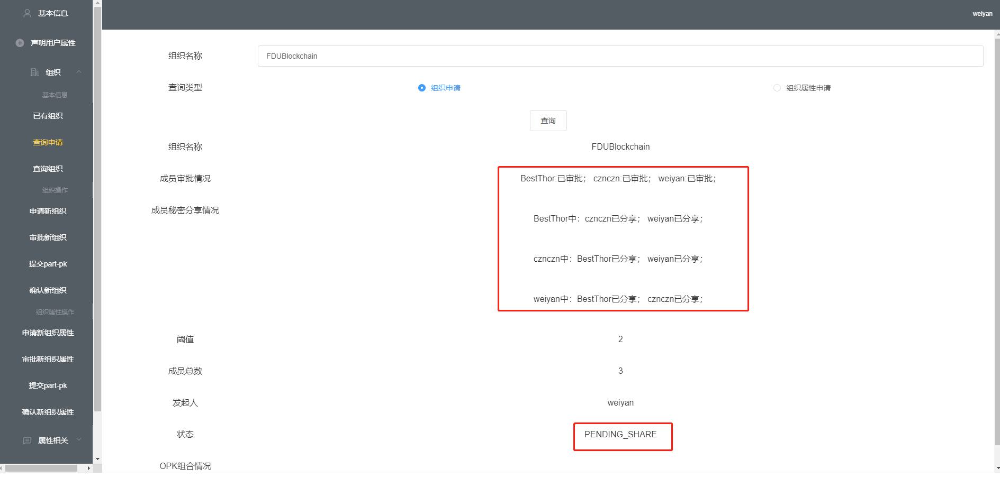 基本信息
声明用户属性
组织
基本信息
已有组织
查询申请
查询组织
组织操作
申请新组织
审批新组织
提交part-pk
确认新组织
组织属性操作
申请新组织属性
审批新组织属性
提交part-pk
确认新组织属性
属性相关
weiyan
组织名称 FDUBlockchain
查询类型 组织申请 组织属性申请
查询
组织名称 FDUBlockchain
成员审批情况 BestThor:已审批; cznczn:已审批; weiyan:已审批;
成员秘密分享情况
BestThor中：cznczn已分享； weiyan已分享；
cznczn中：BestThor已分享； weiyan已分享；
weiyan中：BestThor已分享； cznczn已分享；
阈值 2
成员总数 3
发起人 weiyan
状态 PENDING_SHARE
OPK组合情况